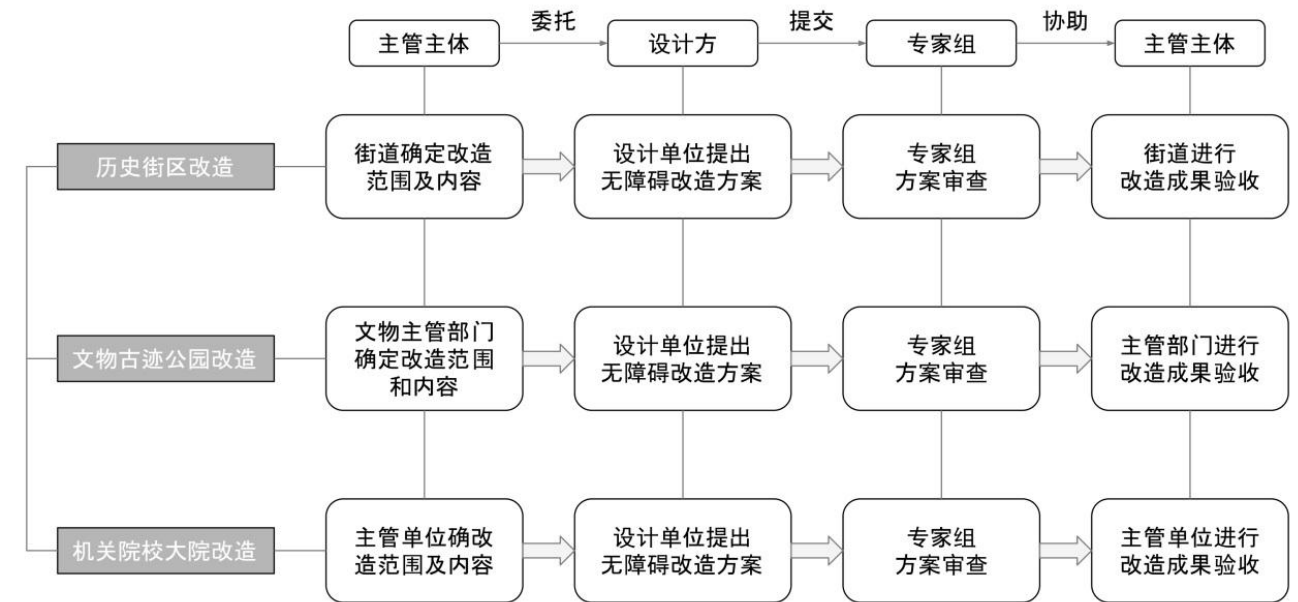 委托
提交
协助
主管主体
设计方
专家组
主管主体
历史街区改造
街道确定改造
范围及内容
设计单位提出
无障碍改造方案
专家组
方案审查
街道进行
改造成果验收
文物古迹公园改造
文物主管部门
确定改造范围
和内容
设计单位提出
无障碍改造方案
专家组
方案审查
主管部门进行
改造成果验收
机关院校大院改造
主管单位确改
造范围及内容
设计单位提出
无障碍改造方案
专家组
方案审查
主管单位进行
改造成果验收